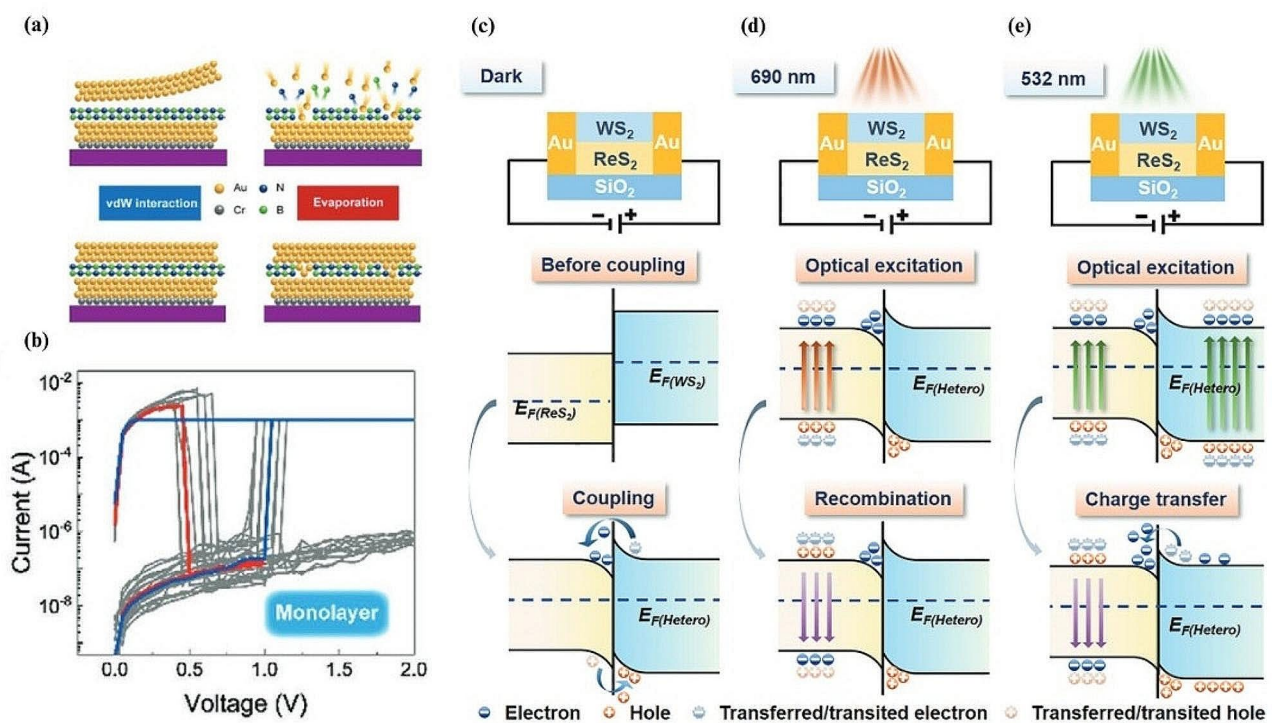 (a)
vdW interaction
Au
N
Cr
B
Evaporation
(b)
Current (A)
10-2
10-4
10-6
10-8
Monolayer
0.0
0.5
1.0
1.5
2.0
Voltage (V)
(c)
Dark
WS2
Au
Au
ReS2
SiO2
− +
Before coupling
EF(WS2)
EF(ReS2)
Coupling
EF(Hetero)
(d)
690 nm
WS2
Au
Au
ReS2
SiO2
− +
Optical excitation
EF(Hetero)
Recombination
EF(Hetero)
(e)
532 nm
WS2
Au
Au
ReS2
SiO2
− +
Optical excitation
EF(Hetero)
Charge transfer
EF(Hetero)
Electron
Hole
Transferred/transited electron
Transferred/transited hole